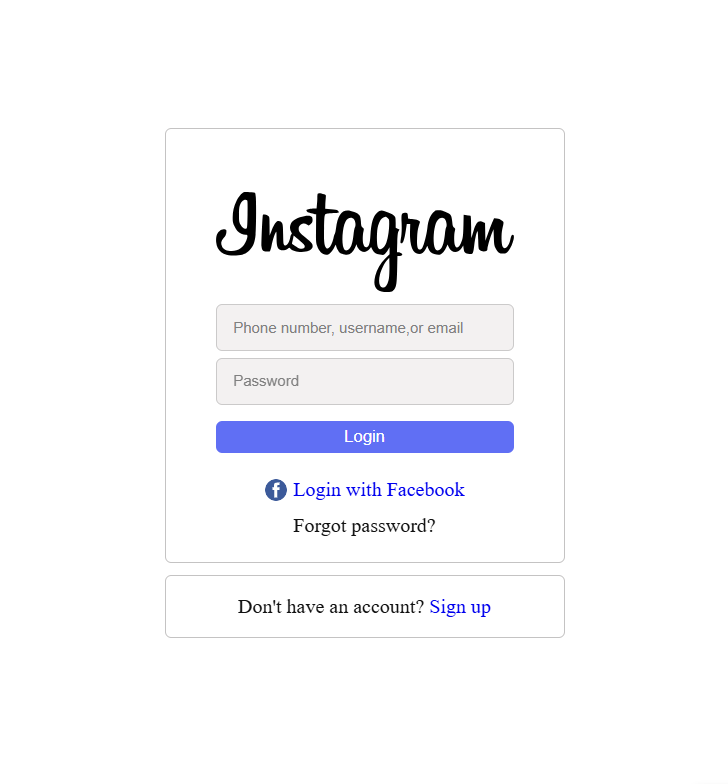 Instagram
Phone number, username,or email
Password
Login
Login with Facebook
Forgot password?
Don't have an account? Sign up